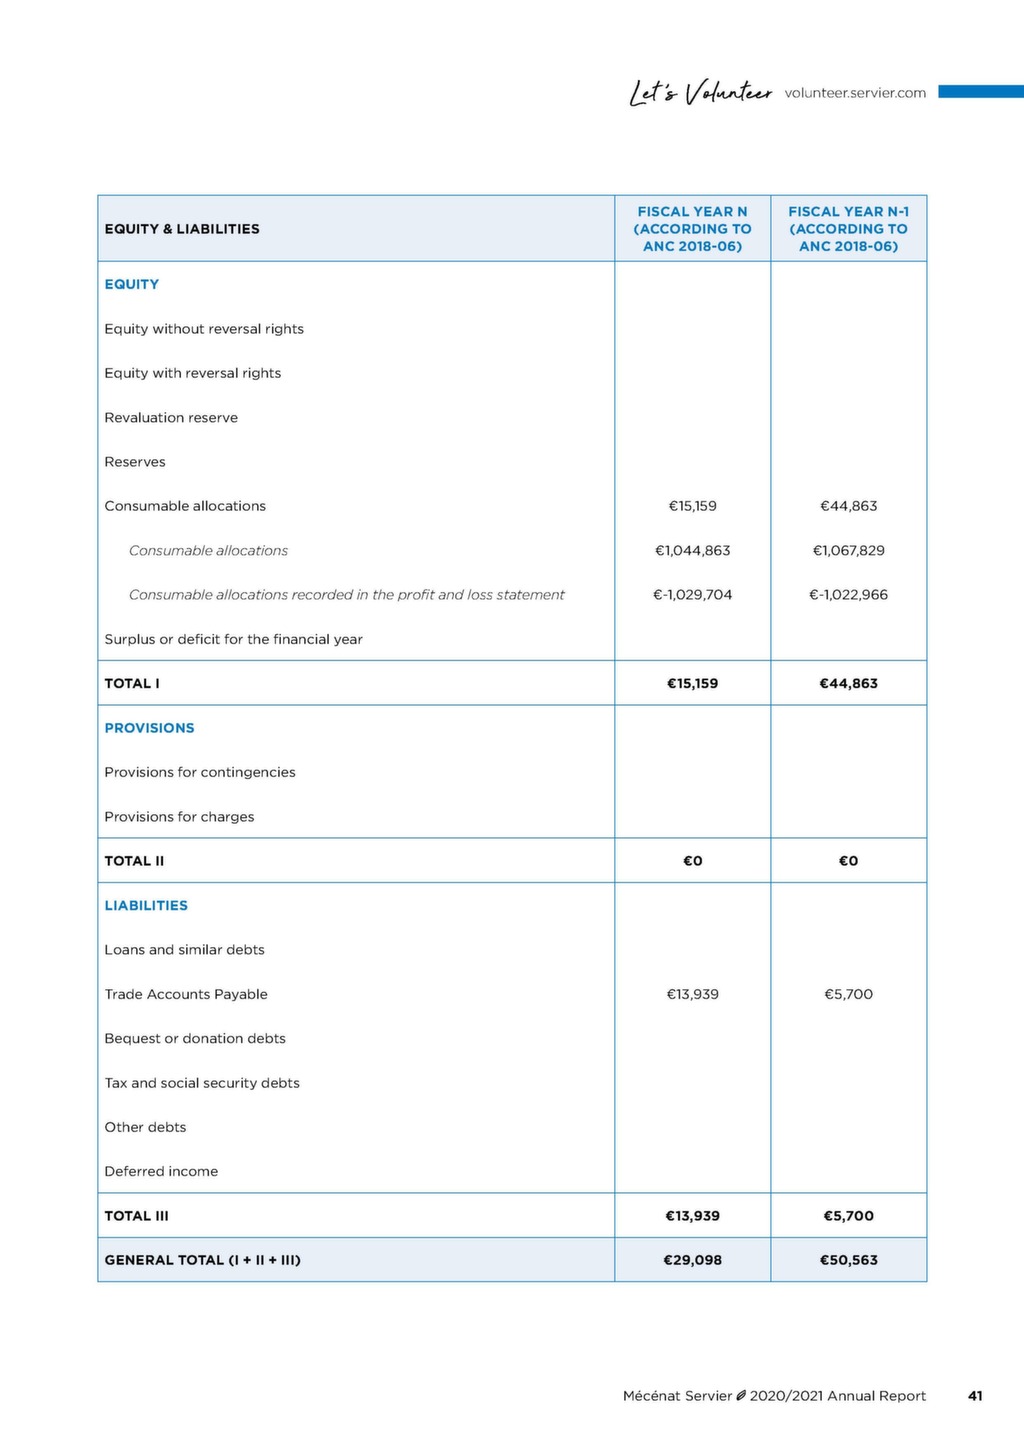 Let's Volunteer volunteer.servier.com
EQUITY & LIABILITIES
FISCAL YEAR N
(ACCORDING TO
ANC 2018-06)
FISCAL YEAR N-1
(ACCORDING TO
ANC 2018-06)
EQUITY
Equity without reversal rights
Equity with reversal rights
Revaluation reserve
Reserves
Consumable allocations €15,159 €44,863
Consumable allocations €1,044,863 €1,067,829
Consumable allocations recorded in the profit and loss statement €-1,029,704 €-1,022,966
Surplus or deficit for the financial year
TOTAL I €15,159 €44,863
PROVISIONS
Provisions for contingencies
Provisions for charges
TOTAL II €0 €0
LIABILITIES
Loans and similar debts
Trade Accounts Payable €13,939 €5,700
Bequest or donation debts
Tax and social security debts
Other debts
Deferred income
TOTAL III €13,939 €5,700
GENERAL TOTAL (I + II + III) €29,098 €50,563
Mécénat Servier 2020/2021 Annual Report 41